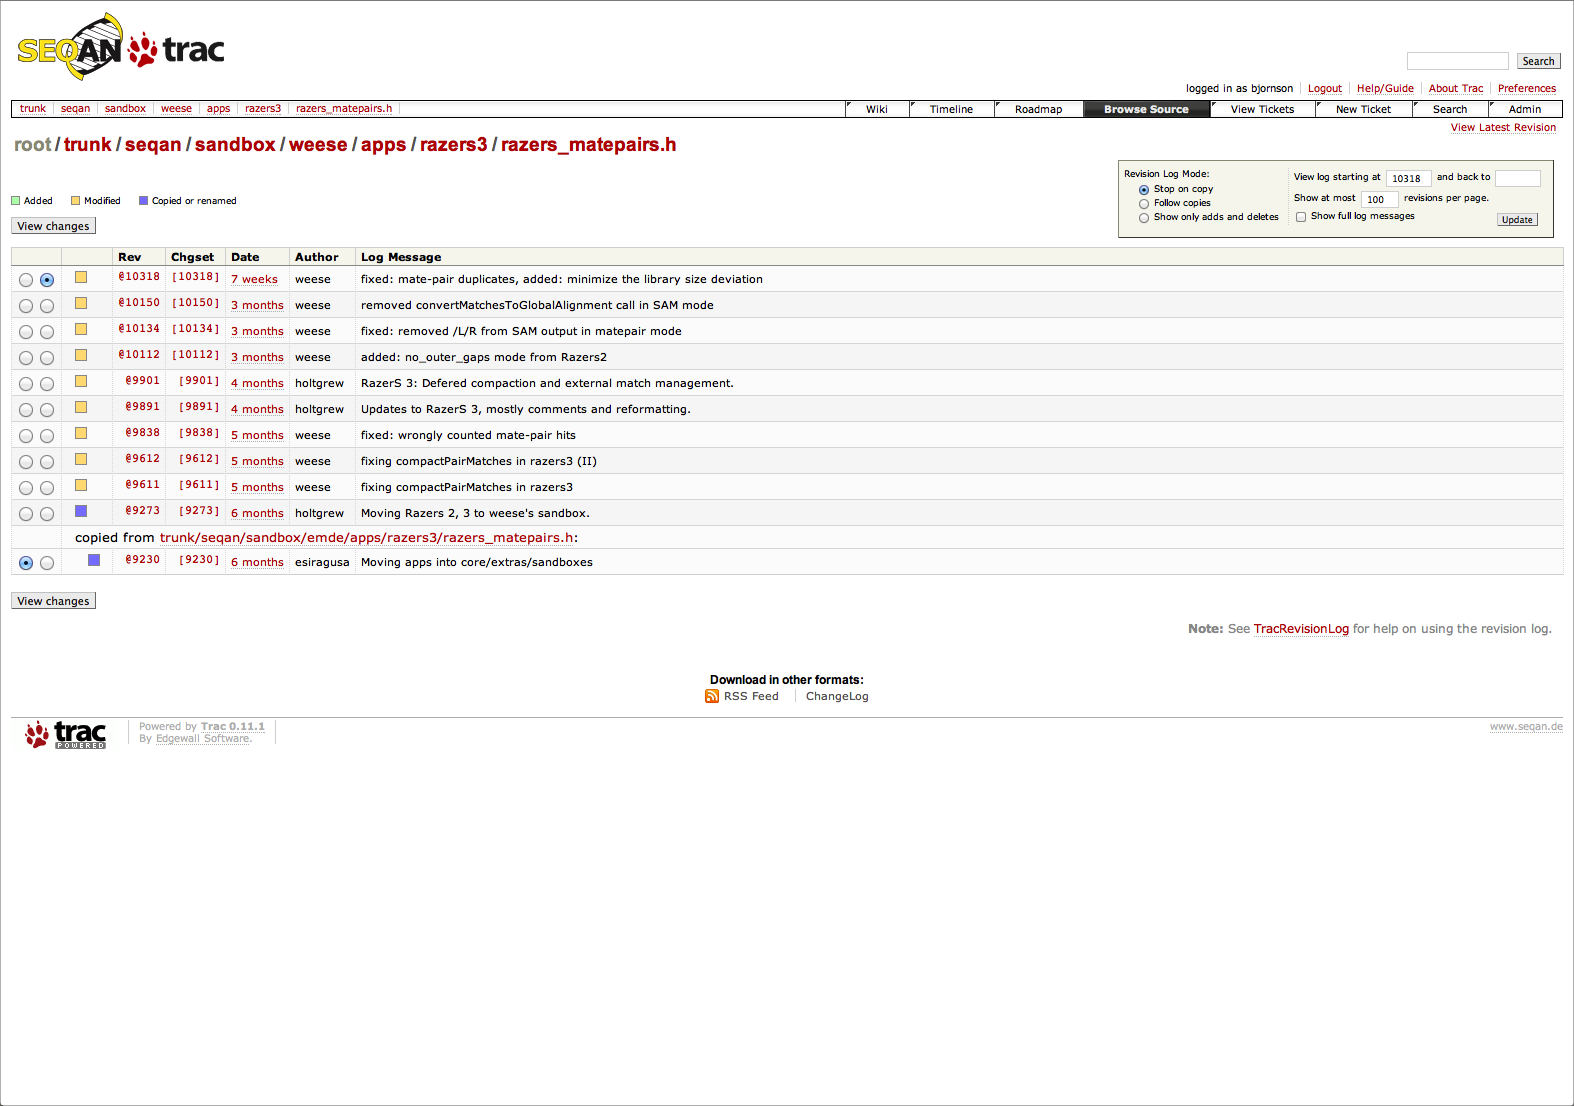 SEQAN trac
Search
logged in as bjornson Logout Help/Guide About Trac Preferences
trunk seqan sandbox weese apps razers3 razers_matepairs.h Wiki Timeline Roadmap Browse Source View Tickets New Ticket Search Admin
View Latest Revision
root / trunk / seqan / sandbox / weese / apps / razers3 / razers_matepairs.h
Revision Log Mode:
Stop on copy
Follow copies
Show only adds and deletes
View log starting at 10318 and back to
Show at most 100 revisions per page.
Show full log messages
Update
Added Modified Copied or renamed
View changes
Rev Chgset Date Author Log Message
@10318 [10318] 7 weeks weese fixed: mate-pair duplicates, added: minimize the library size deviation
@10150 [10150] 3 months weese removed convertMatchesToGlobalAlignment call in SAM mode
@10134 [10134] 3 months weese fixed: removed /L/R from SAM output in matepair mode
@10112 [10112] 3 months weese added: no_outer_gaps mode from Razers2
@9901 [9901] 4 months holtgrew RazerS 3: Defered compaction and external match management.
@9891 [9891] 4 months holtgrew Updates to RazerS 3, mostly comments and reformatting.
@9838 [9838] 5 months weese fixed: wrongly counted mate-pair hits
@9612 [9612] 5 months weese fixing compactPairMatches in razers3 (II)
@9611 [9611] 5 months weese fixing compactPairMatches in razers3
@9273 [9273] 6 months holtgrew Moving Razers 2, 3 to weese's sandbox.
copied from trunk/seqan/sandbox/emde/apps/razers3/razers_matepairs.h:
@9230 [9230] 6 months esiragusa Moving apps into core/extras/sandboxes
View changes
Note: See TracRevisionLog for help on using the revision log.
Download in other formats:
RSS Feed ChangeLog
trac POWERED
Powered by Trac 0.11.1
By Edgewall Software.
www.seqan.de